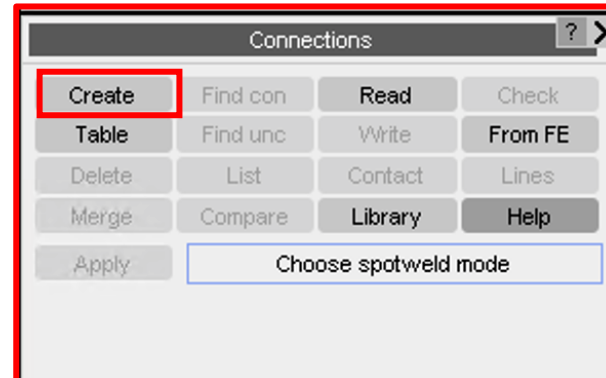 Connections ?
Create Find con Read Check
Table Find unc Write From FE
Delete List Contact Lines
Merge Compare Library Help
Apply Choose spotweld mode